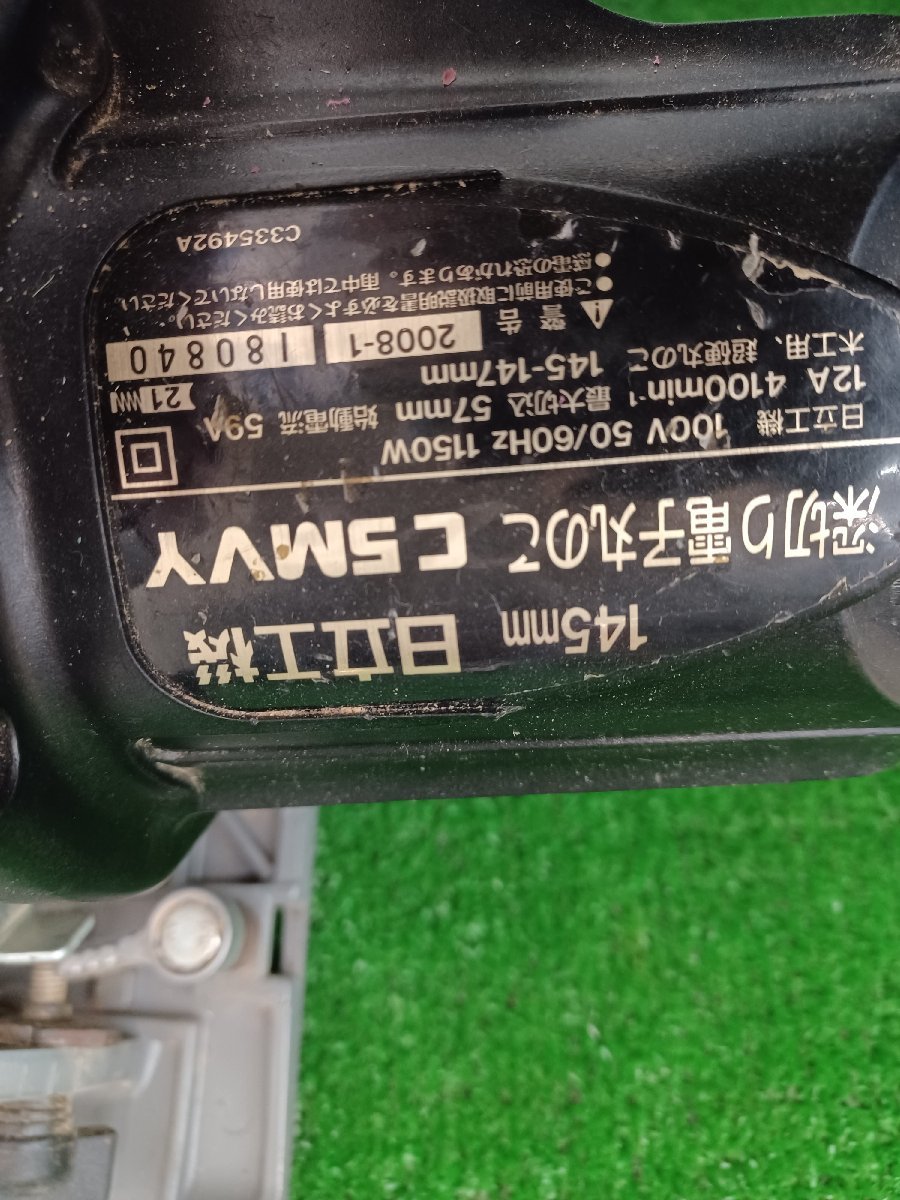 145mm 日立工機
深切り電子丸のこ C5MVY
日立工機 100V 50/60Hz 1150W
12A 4100min⁻¹ 最大切込 57mm 始動電流 59A
木工用、超硬丸のこ 145-147mm
21
2008-1 180840
警告
●ご使用前に取扱説明書を必ずよくお読みください。
●感電の恐れがあります。雨中では使用しないでください
C335492A